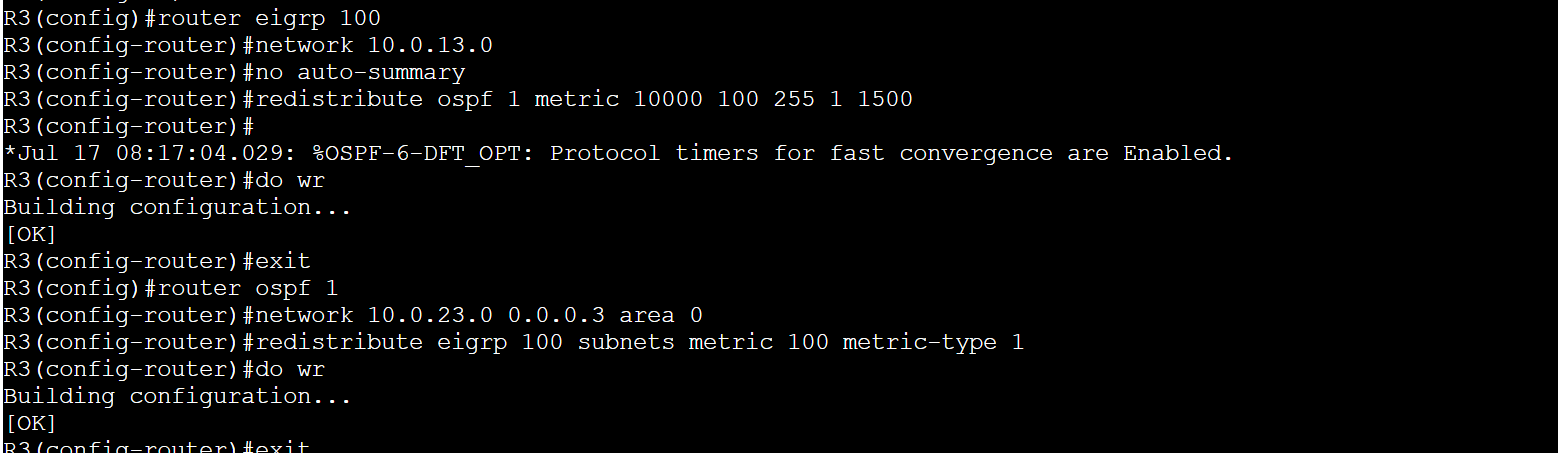 R3(config)#router eigrp 100
R3(config-router)#network 10.0.13.0
R3(config-router)#no auto-summary
R3(config-router)#redistribute ospf 1 metric 10000 100 255 1 1500
R3(config-router)#
*Jul 17 08:17:04.029: %OSPF-6-DFT_OPT: Protocol timers for fast convergence are Enabled.
R3(config-router)#do wr
Building configuration...
[OK]
R3(config-router)#exit
R3(config)#router ospf 1
R3(config-router)#network 10.0.23.0 0.0.0.3 area 0
R3(config-router)#redistribute eigrp 100 subnets metric 100 metric-type 1
R3(config-router)#do wr
Building configuration...
[OK]
R3(config-router)#exit